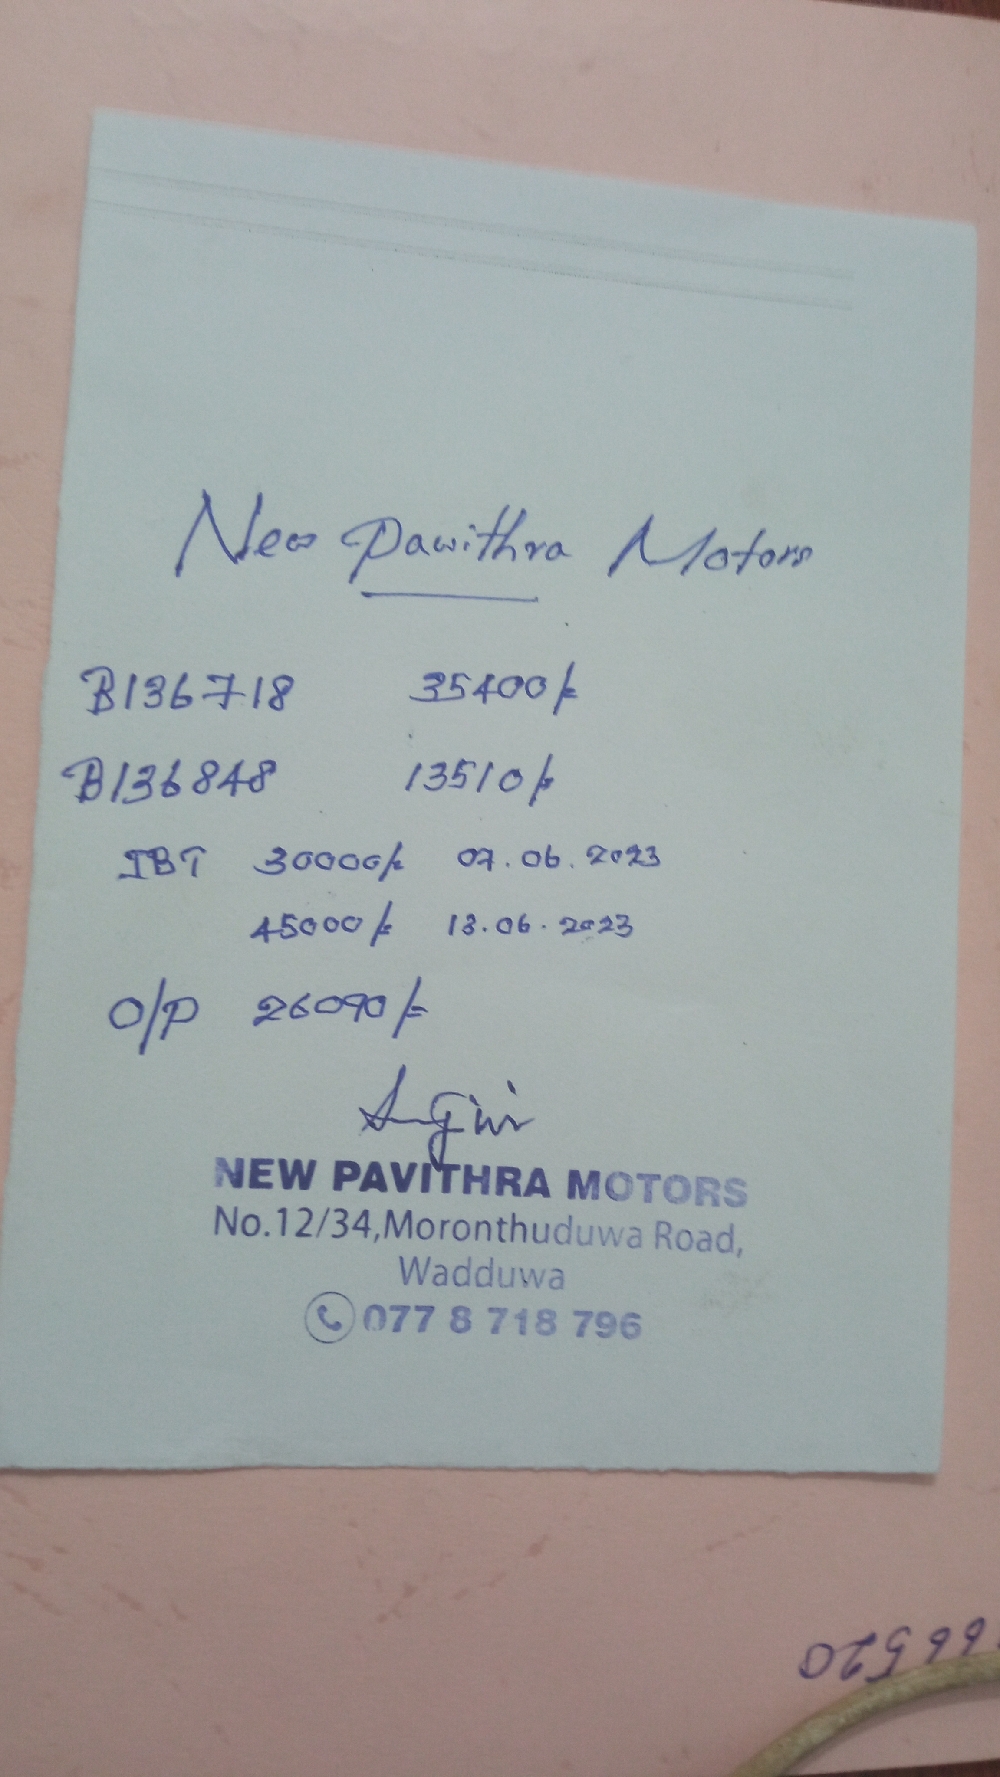 New Pawithra Motors
B136718 35400/=
B136848 13510/=
IBT 30000/= 07.06.2023
45000/= 13.06.2023
O/P 26090/=
NEW PAVITHRA MOTORS
No.12/34,Moronthuduwa Road,
Wadduwa
077 8 718 796
66520